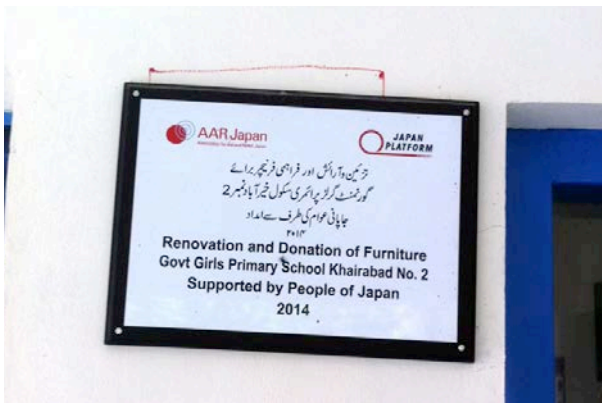 AAR Japan
JAPAN
PLATFORM
تزئین و آرائش اور فراہمی فرنیچر برائے
گورنمنٹ گرلز پرائمری سکول خیرآباد نمبر 2
جاپانی عوام کی طرف سے امداد
۲۰۱۴
Renovation and Donation of Furniture
Govt Girls Primary School Khairabad No. 2
Supported by People of Japan
2014